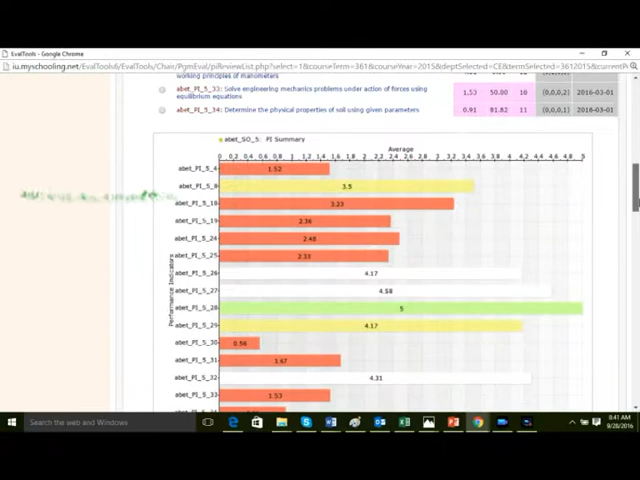 EvalTools - Google Chrome
iu.myschooling.net/EvalTools6/EvalTools/Chair/PgmEval/piReviewList.php?select=1&courseTerm=361&courseYear=2015&deptSelected=CE&termSelected=3612015&currentP
working principles of manometers
abet_PI_5_33: Solve engineering mechanics problems under action of forces using 1.53 50.00 10 (0,0,0,2) 2016-03-01
equilibrium equations
abet_PI_5_34: Determine the physical properties of soil using given parameters 0.91 81.82 11 (0,0,0,1) 2016-03-01
abet_SO_5: PI Summary
Average
0 0.2 0.4 0.6 0.8 1 1.2 1.4 1.6 1.8 2 2.2 2.4 2.6 2.8 3 3.2 3.4 3.6 3.8 4 4.2 4.4 4.6 4.8 5
Performance Indicators
abet_PI_5_4 1.52
abet_PI_5_8 3.5
abet_PI_5_18 3.23
abet_PI_5_19 2.36
abet_PI_5_24 2.48
abet_PI_5_25 2.33
abet_PI_5_26 4.17
abet_PI_5_27 4.58
abet_PI_5_28 5
abet_PI_5_29 4.17
abet_PI_5_30 0.56
abet_PI_5_31 1.67
abet_PI_5_32 4.31
abet_PI_5_33 1.53
Search the web and Windows
8:41 AM
9/28/2016